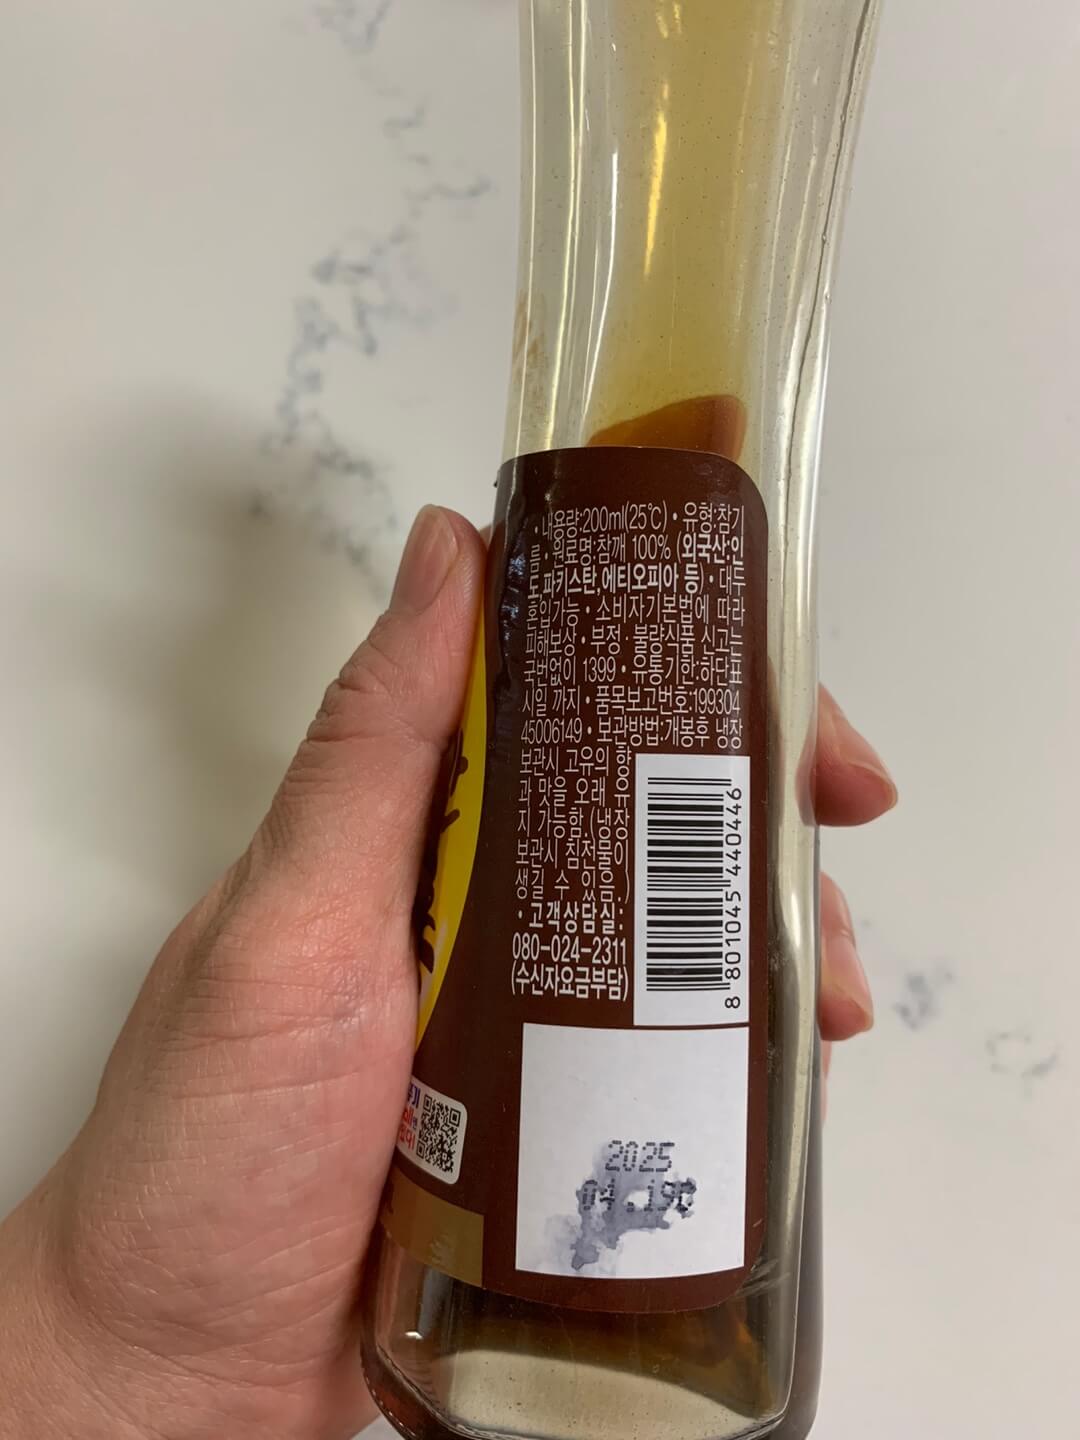 • 내용량:200ml(25℃) • 유형:참기
름 • 원료명:참깨 100% (외국산:인
도,파키스탄,에티오피아 등) • 대두
혼입가능 • 소비자기본법에 따라
피해보상 • 부정·불량식품 신고는
국번없이 1399 • 유통기한:하단표
시일 까지 • 품목보고번호:199304
45006149 • 보관방법:개봉후 냉장
보관시 고유의 향
과 맛을 오래 유
지 가능함.(냉장
보관시 침전물이
생길 수 있음.)
• 고객상담실:
080-024-2311
(수신자요금부담)
8 801045 440446
2025
04.19C